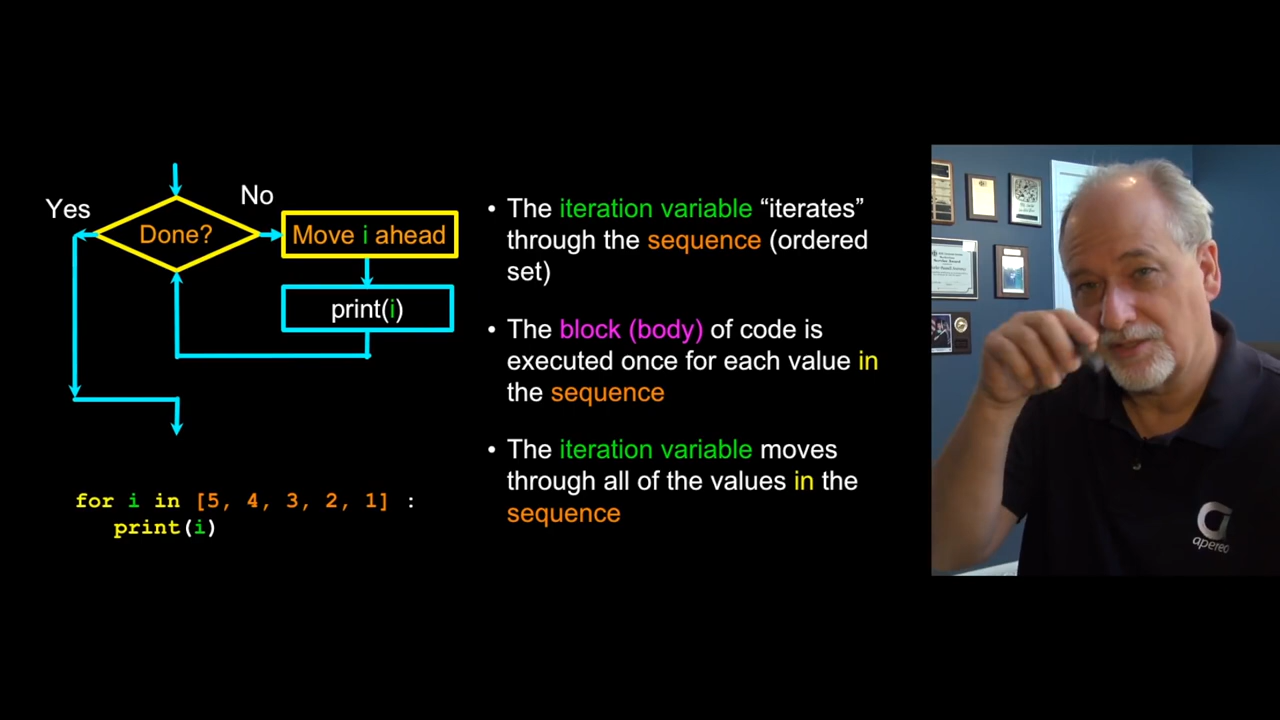 Yes
No
Done?
Move i ahead
print(i)
for i in [5, 4, 3, 2, 1] :
print(i)
• The iteration variable “iterates”
through the sequence (ordered
set)
• The block (body) of code is
executed once for each value in
the sequence
• The iteration variable moves
through all of the values in the
sequence
apereo